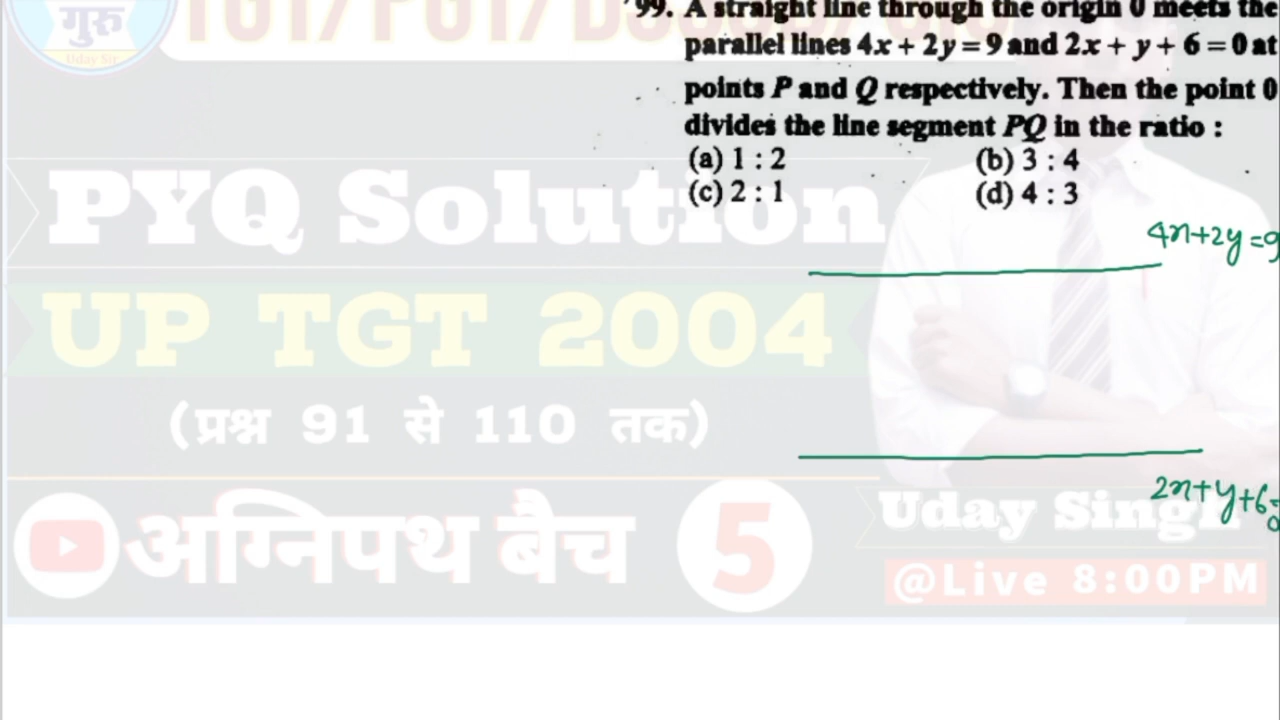 गुरु
Uday Sir
TGT/PGT/DS
99. A straight line through the origin 0 meets the
parallel lines 4x + 2y = 9 and 2x + y + 6 = 0 at
points P and Q respectively. Then the point 0
divides the line segment PQ in the ratio :
(a) 1 : 2 (b) 3 : 4
(c) 2 : 1 (d) 4 : 3
PYQ Solution
4x+2y=9
UP TGT 2004
(प्रश्न 91 से 110 तक)
2x+y+6=
अग्निपथ बैच 5
Uday Singh
@Live 8:00PM